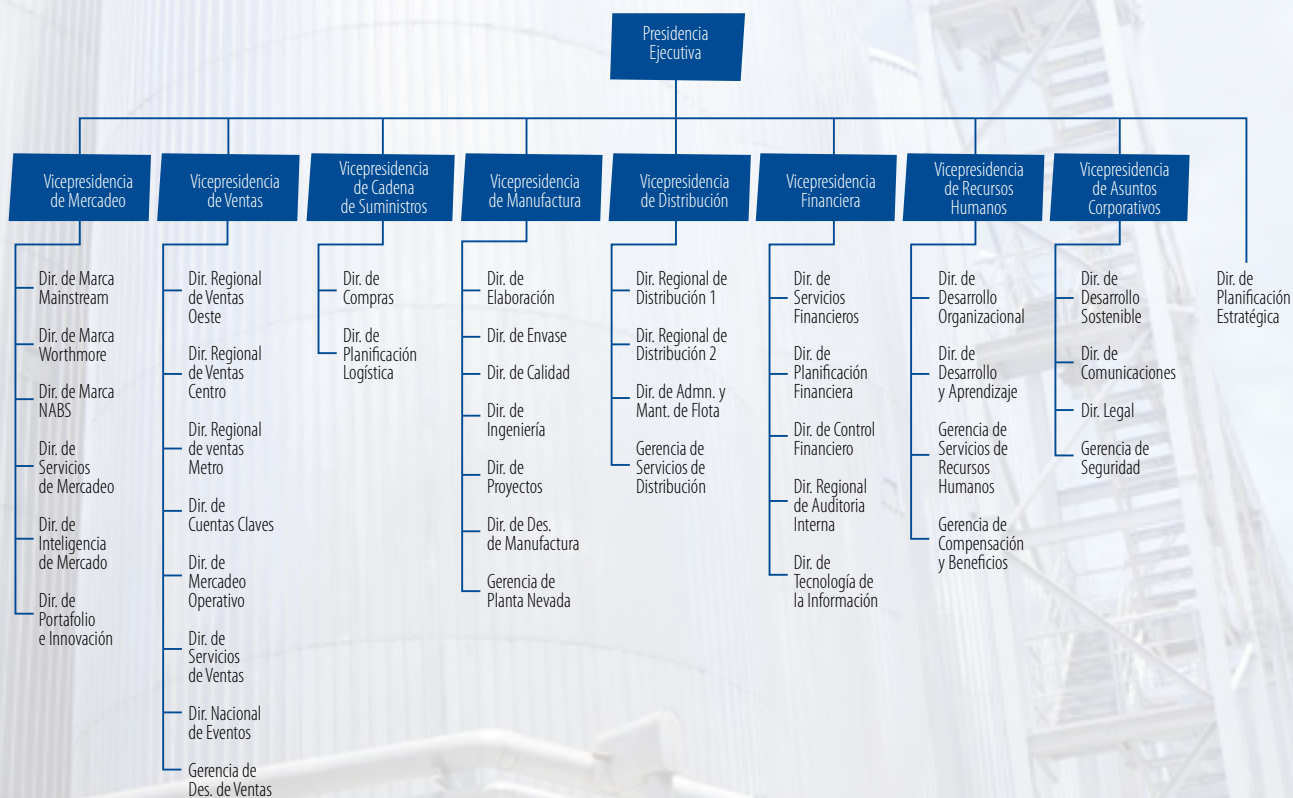 Presidencia
Ejecutiva
Vicepresidencia
de Mercadeo
Dir. de Marca
Mainstream
Dir. de Marca
Worthmore
Dir. de Marca
NABS
Dir. de
Servicios
de Mercadeo
Dir. de
Inteligencia
de Mercado
Dir. de
Portafolio
e Innovación
Vicepresidencia
de Ventas
Dir. Regional
de Ventas
Oeste
Dir. Regional
de Ventas
Centro
Dir. Regional
de ventas
Metro
Dir. de
Cuentas Claves
Dir. de
Mercadeo
Operativo
Dir. de
Servicios
de Ventas
Dir. Nacional
de Eventos
Gerencia de
Des. de Ventas
Vicepresidencia
de Cadena
de Suministros
Dir. de
Compras
Dir. de
Planificación
Logística
Vicepresidencia
de Manufactura
Dir. de
Elaboración
Dir. de Envase
Dir. de Calidad
Dir. de
Ingeniería
Dir. de
Proyectos
Dir. de Des.
de Manufactura
Gerencia de
Planta Nevada
Vicepresidencia
de Distribución
Dir. Regional de
Distribución 1
Dir. Regional de
Distribución 2
Dir. de Admn. y
Mant. de Flota
Gerencia de
Servicios de
Distribución
Vicepresidencia
Financiera
Dir. de
Servicios
Financieros
Dir. de
Planificación
Financiera
Dir. de Control
Financiero
Dir. Regional
de Auditoria
Interna
Dir. de
Tecnología de
la Información
Vicepresidencia
de Recursos
Humanos
Dir. de
Desarrollo
Organizacional
Dir. de
Desarrollo
y Aprendizaje
Gerencia de
Servicios de
Recursos
Humanos
Gerencia de
Compensación
y Beneficios
Vicepresidencia
de Asuntos
Corporativos
Dir. de
Desarrollo
Sostenible
Dir. de
Comunicaciones
Dir. Legal
Gerencia de
Seguridad
Dir. de
Planificación
Estratégica